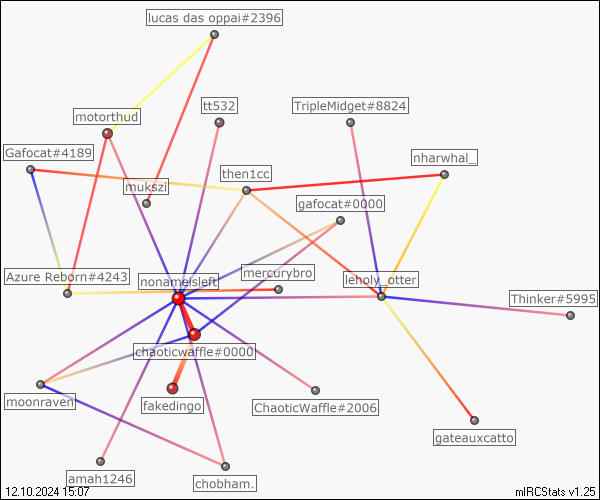 lucas das oppai#2396
tt532
TripleMidget#8824
motorthud
Gafocat#4189
nharwhal_
then1cc
mukszi
gafocat#0000
Azure Reborn#4243
nonameisleft
mercurybro
leholy_otter
Thinker#5995
chaoticwaffle#0000
moonraven
fakedingo
ChaoticWaffle#2006
gateauxcatto
amah1246
chobham.
12.10.2024 15:07
mIRCStats v1.25